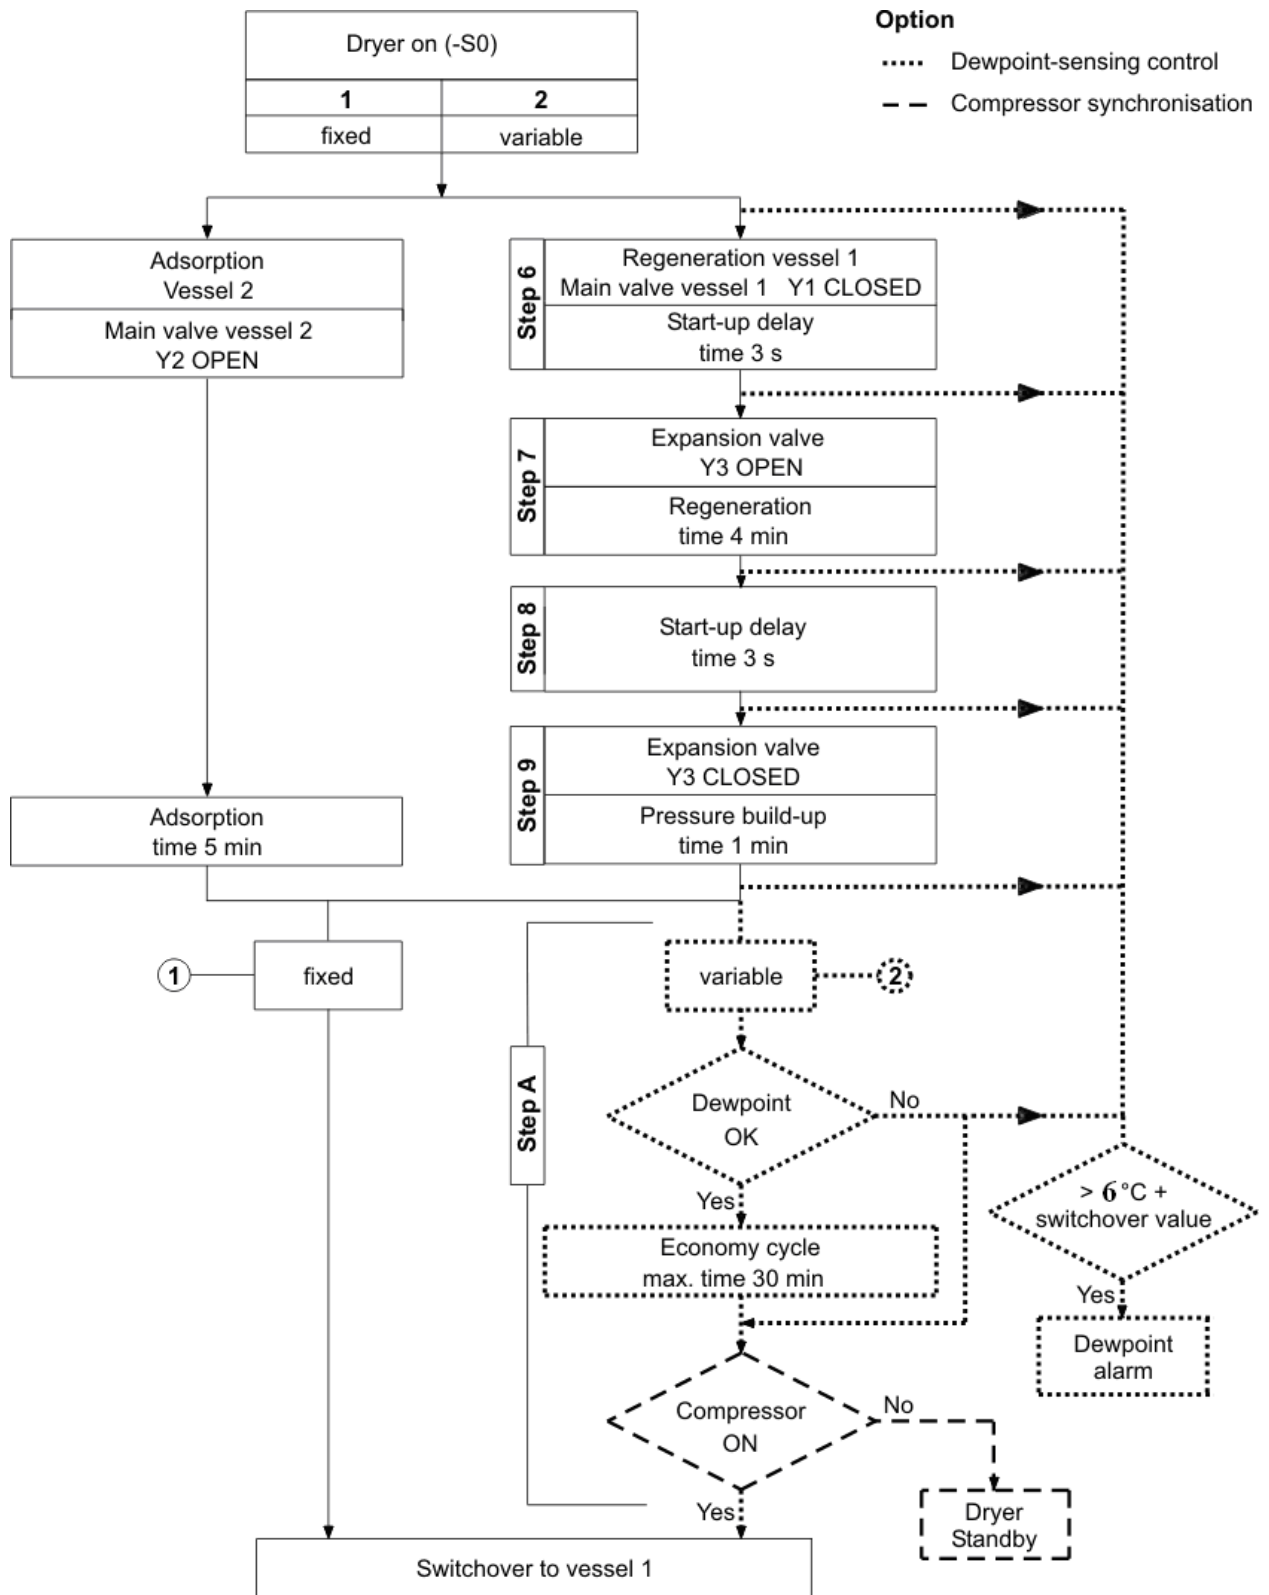 Option
Dewpoint-sensing control
Compressor synchronisation
Dryer on (-S0)
1
2
fixed
variable
Adsorption
Vessel 2
Main valve vessel 2
Y2 OPEN
Step 6
Regeneration vessel 1
Main valve vessel 1 Y1 CLOSED
Start-up delay
time 3 s
Step 7
Expansion valve
Y3 OPEN
Regeneration
time 4 min
Step 8
Start-up delay
time 3 s
Step 9
Expansion valve
Y3 CLOSED
Pressure build-up
time 1 min
Adsorption
time 5 min
1
fixed
variable
2
Step A
Dewpoint
OK
No
Yes
> 6 °C +
switchover value
Yes
Dewpoint
alarm
Economy cycle
max. time 30 min
Compressor
ON
No
Yes
Dryer
Standby
Switchover to vessel 1